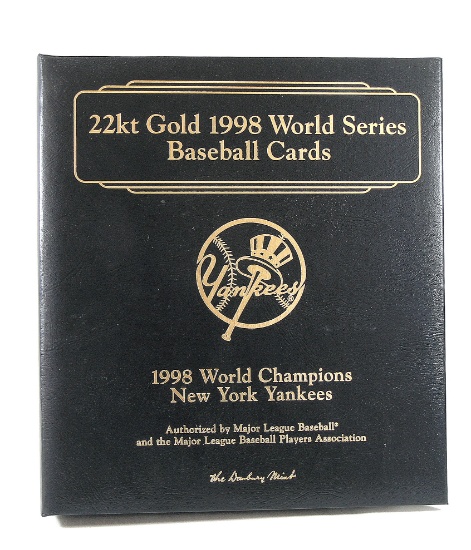 22kt Gold 1998 World Series
Baseball Cards
Yankees®
1998 World Champions
New York Yankees
Authorized by Major League Baseball®
and the Major League Baseball Players Association
The Danbury Mint